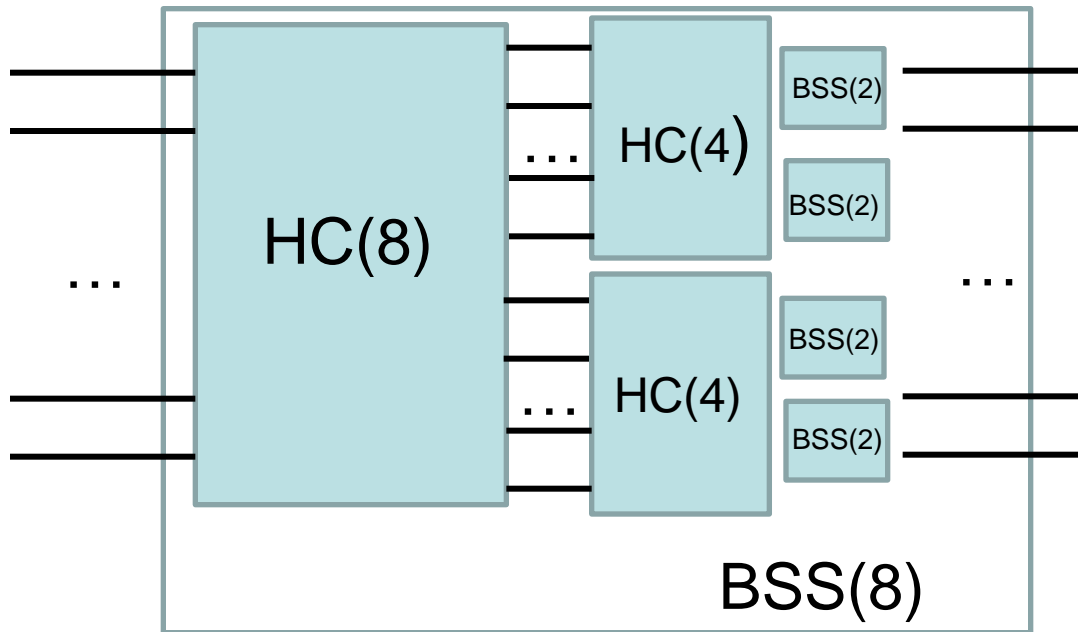 HC(8)
HC(4)
HC(4)
BSS(2)
BSS(2)
BSS(2)
BSS(2)
...
...
...
...
BSS(8)